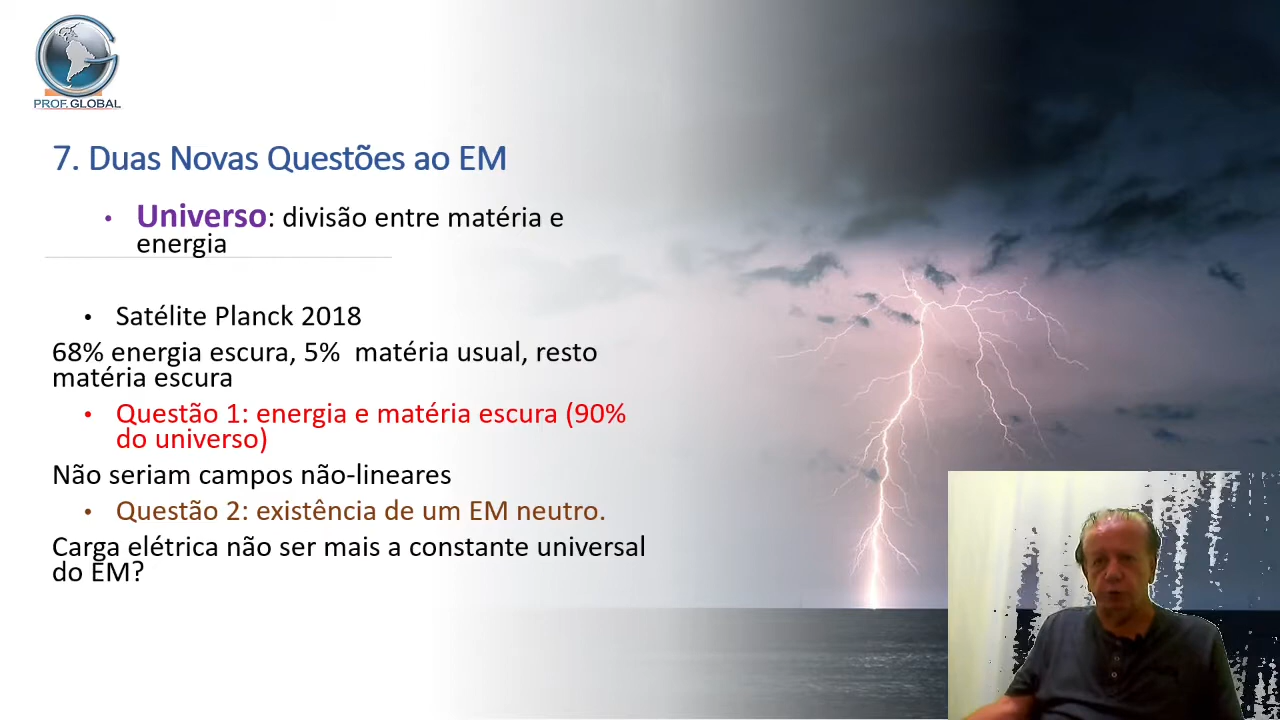 PROF. GLOBAL
7. Duas Novas Questões ao EM
• Universo: divisão entre matéria e
energia
• Satélite Planck 2018
68% energia escura, 5% matéria usual, resto
matéria escura
• Questão 1: energia e matéria escura (90%
do universo)
Não seriam campos não-lineares
• Questão 2: existência de um EM neutro.
Carga elétrica não ser mais a constante universal
do EM?